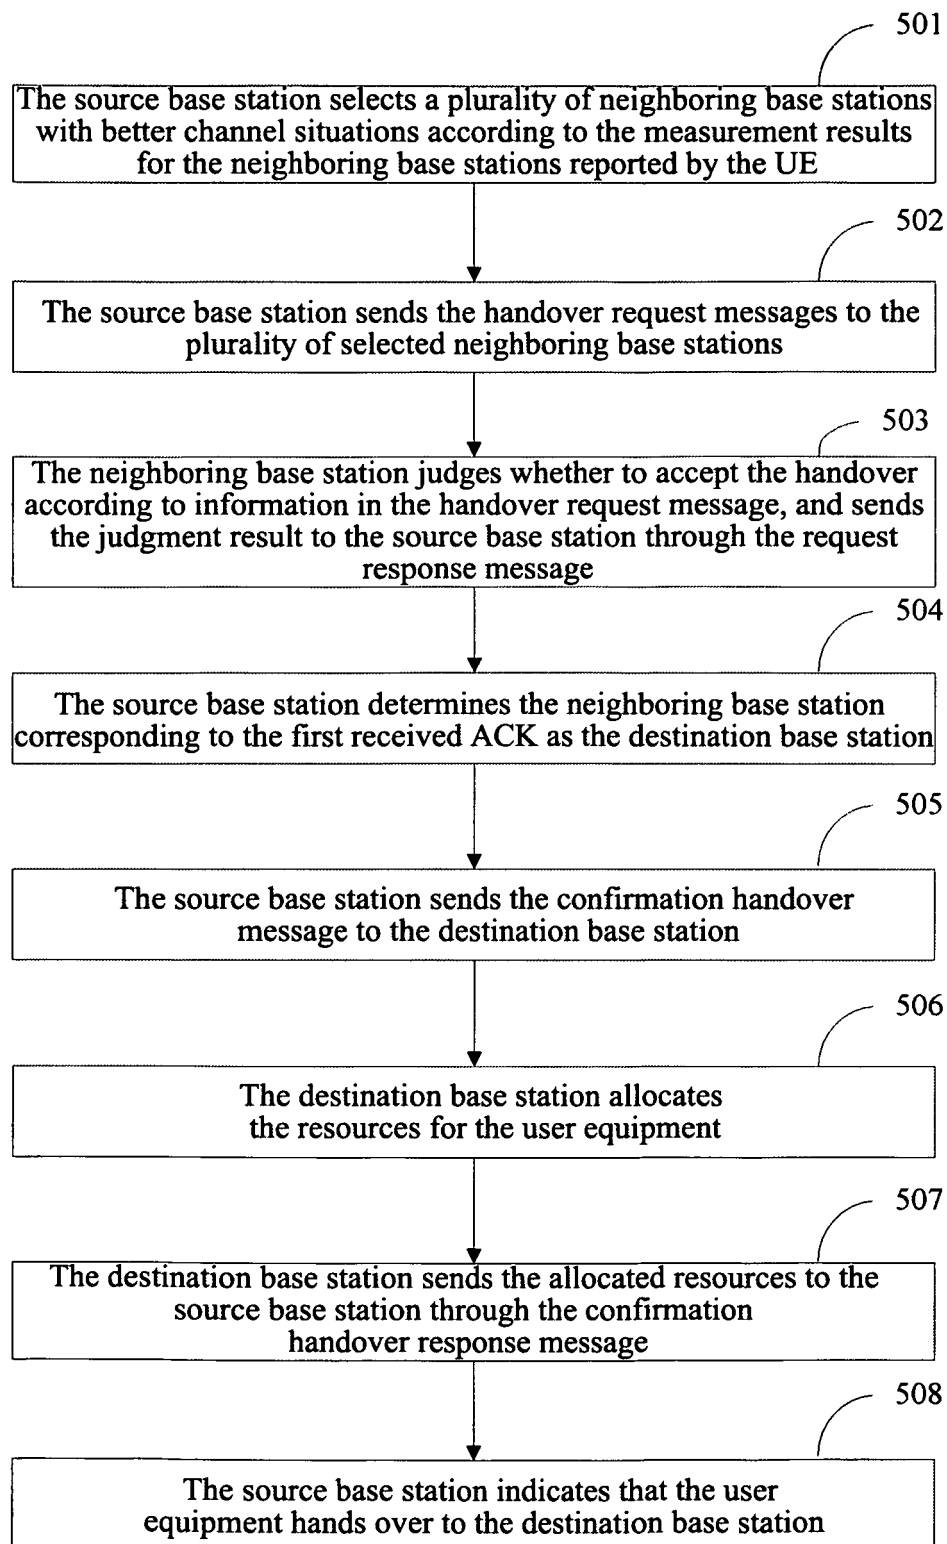 501
The source base station selects a plurality of neighboring base stations
with better channel situations according to the measurement results
for the neighboring base stations reported by the UE
502
The source base station sends the handover request messages to the
plurality of selected neighboring base stations
503
The neighboring base station judges whether to accept the handover
according to information in the handover request message, and sends
the judgment result to the source base station through the request
response message
504
The source base station determines the neighboring base station
corresponding to the first received ACK as the destination base station
505
The source base station sends the confirmation handover
message to the destination base station
506
The destination base station allocates
the resources for the user equipment
507
The destination base station sends the allocated resources to the
source base station through the confirmation
handover response message
508
The source base station indicates that the user
equipment hands over to the destination base station